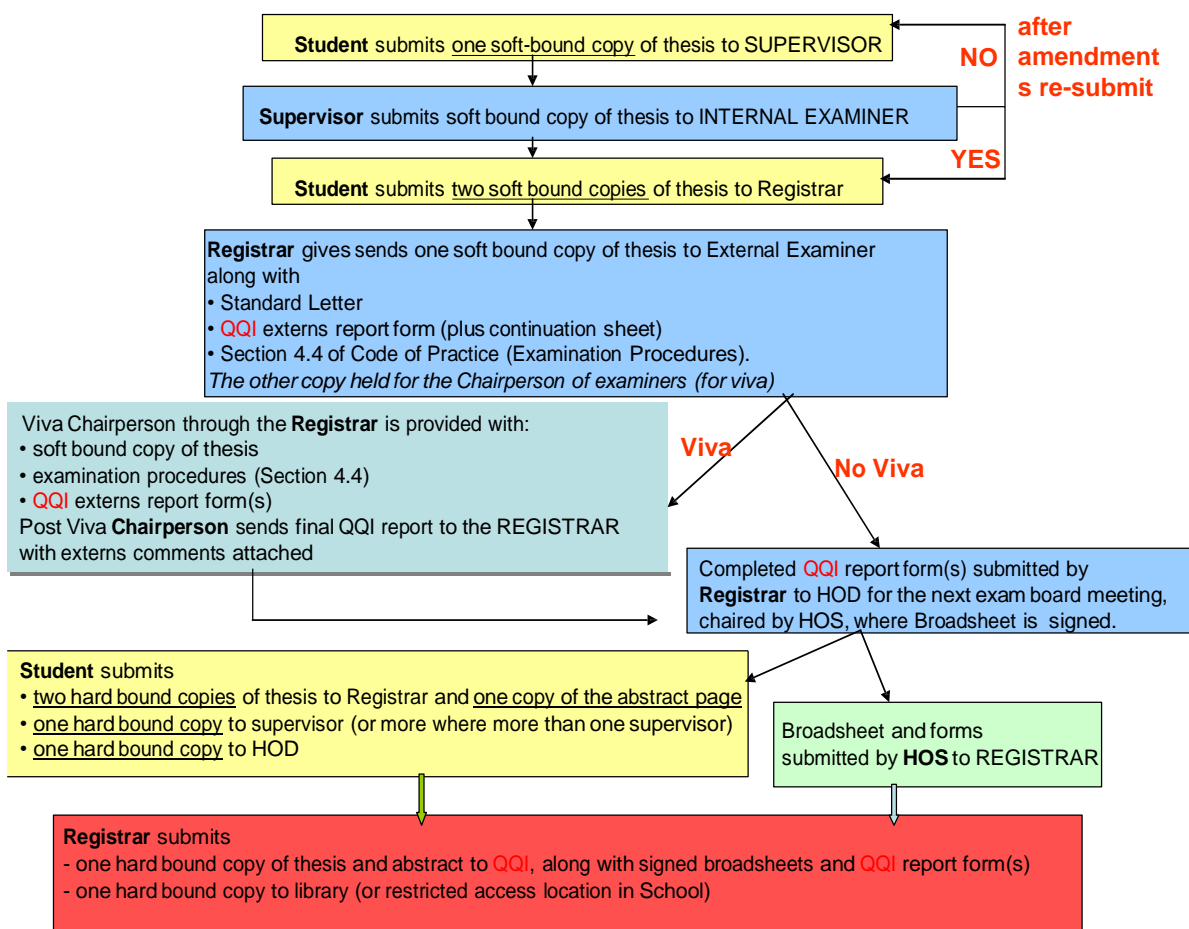 Student submits one soft-bound copy of thesis to SUPERVISOR
after
amendment
s re-submit
NO
Supervisor submits soft bound copy of thesis to INTERNAL EXAMINER
YES
Student submits two soft bound copies of thesis to Registrar
Registrar gives sends one soft bound copy of thesis to External Examiner
along with
• Standard Letter
• QQI externs report form (plus continuation sheet)
• Section 4.4 of Code of Practice (Examination Procedures).
The other copy held for the Chairperson of examiners (for viva)
Viva
No Viva
Viva Chairperson through the Registrar is provided with:
• soft bound copy of thesis
• examination procedures (Section 4.4)
• QQI externs report form(s)
Post Viva Chairperson sends final QQI report to the REGISTRAR
with externs comments attached
Completed QQI report form(s) submitted by
Registrar to HOD for the next exam board meeting,
chaired by HOS, where Broadsheet is signed.
Student submits
• two hard bound copies of thesis to Registrar and one copy of the abstract page
• one hard bound copy to supervisor (or more where more than one supervisor)
• one hard bound copy to HOD
Broadsheet and forms
submitted by HOS to REGISTRAR
Registrar submits
- one hard bound copy of thesis and abstract to QQI, along with signed broadsheets and QQI report form(s)
- one hard bound copy to library (or restricted access location in School)